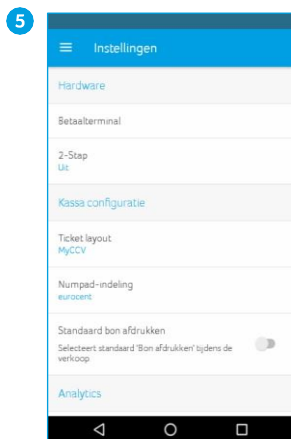 5
Instellingen
Hardware
Betaalterminal
2-Stap
Uit
Kassa configuratie
Ticket layout
MyCCV
Numpad-indeling
eurocent
Standaard bon afdrukken
Selecteert standaard 'Bon afdrukken' tijdens de
verkoop
Analytics